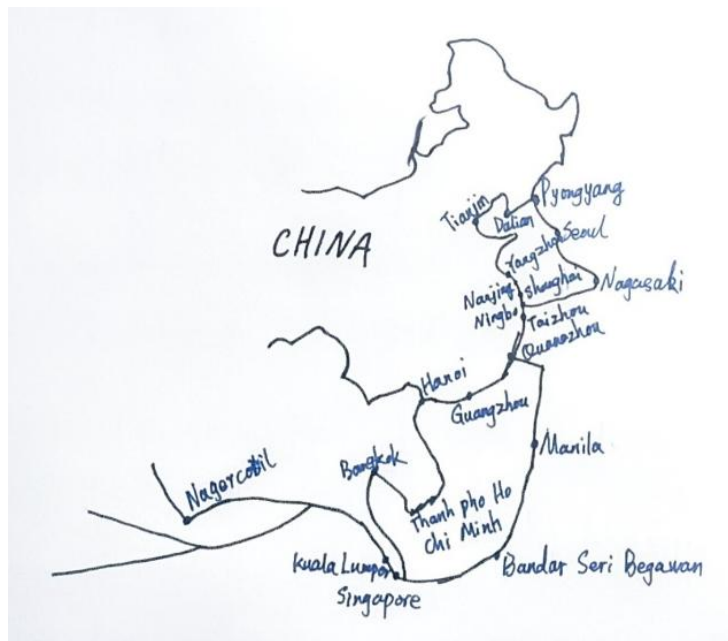 Pyongyang
Tianjin
Dalian
Seoul
CHINA
Yangzhou
Nagasaki
Nanjing
Shanghai
Ningbo
Taizhou
Quanzhou
Hanoi
Guangzhou
Manila
Bangkok
Nagercoil
Thanh pho Ho
Chi Minh
Kuala Lumpor
Bandar Seri Begawan
Singapore